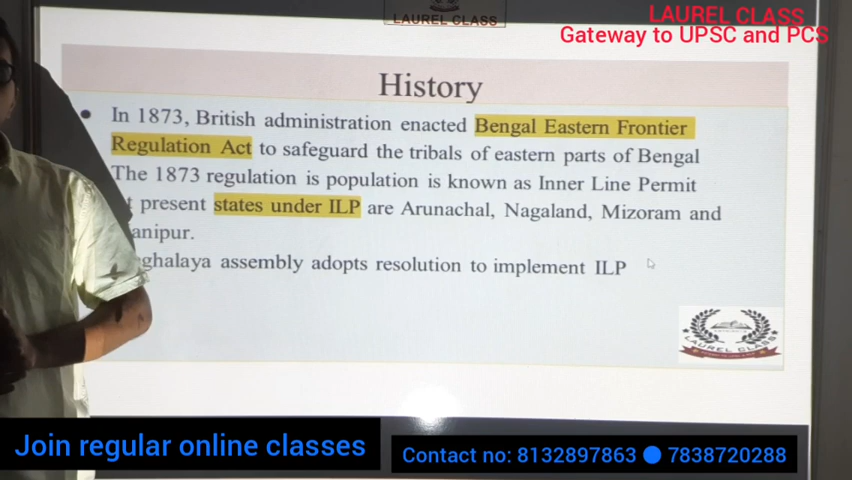 LAUREL CLASS
LAUREL CLASS
Gateway to UPSC and PCS
History
In 1873, British administration enacted Bengal Eastern Frontier
Regulation Act to safeguard the tribals of eastern parts of Bengal
The 1873 regulation is population is known as Inner Line Permit
t present states under ILP are Arunachal, Nagaland, Mizoram and
anipur.
ghalaya assembly adopts resolution to implement ILP
LAUREL CLASS
Join regular online classes
Contact no: 8132897863 🔵 7838720288